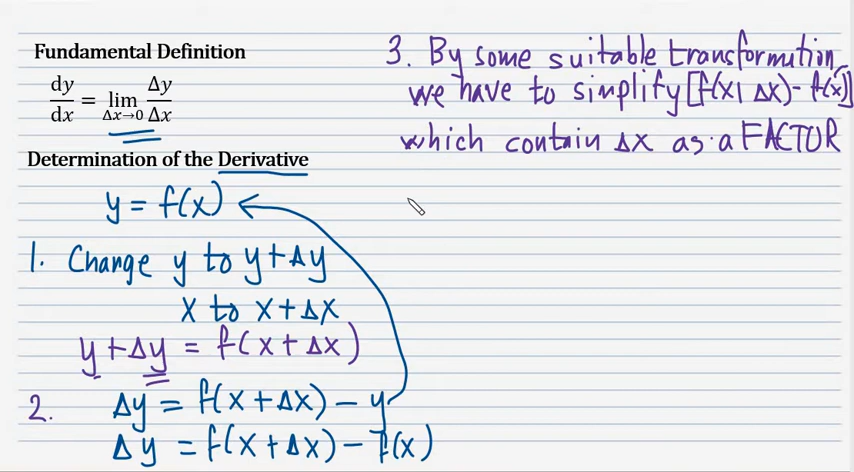 Fundamental Definition
dy/dx = lim Δx→0 Δy/Δx
Determination of the Derivative
y = f(x)
1. Change y to y+Δy
x to x+Δx
y+Δy = f(x+Δx)
2. Δy = f(x+Δx) - y
Δy = f(x+Δx) - f(x)
3. By some suitable transformation,
we have to simplify [f(x| Δx)- f(x)]
which contain Δx as a FACTOR